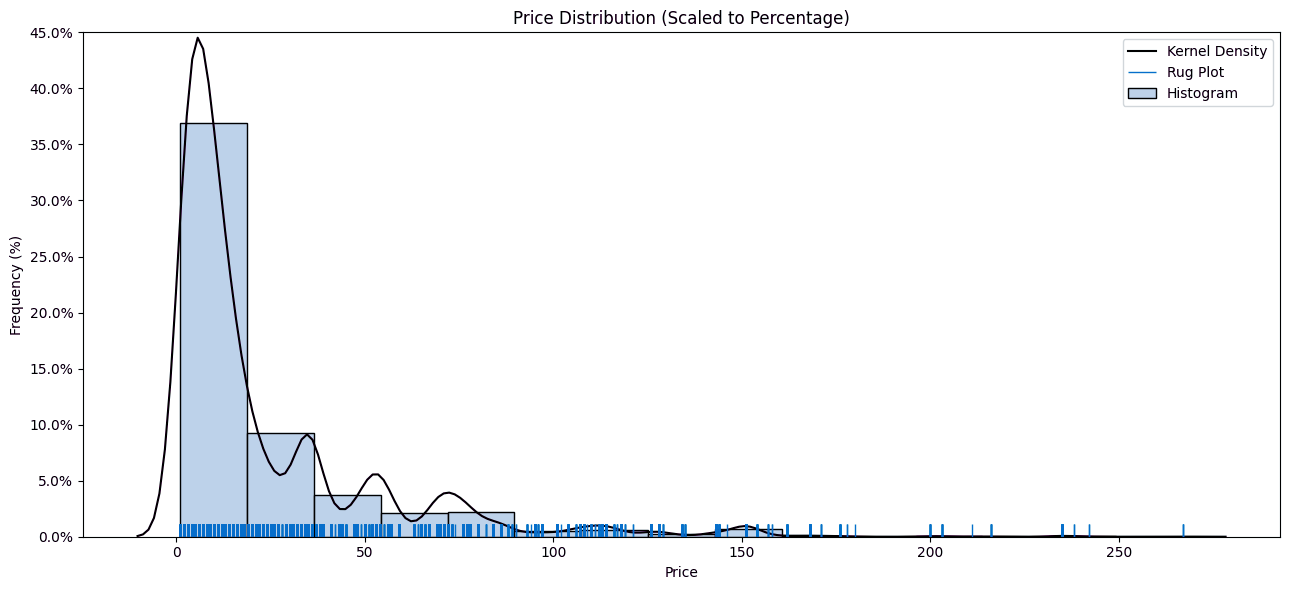 Price Distribution (Scaled to Percentage)
45.0%
40.0%
35.0%
30.0%
25.0%
20.0%
15.0%
10.0%
5.0%
0.0%
Frequency (%)
Kernel Density
Rug Plot
Histogram
0
50
100
150
200
250
Price